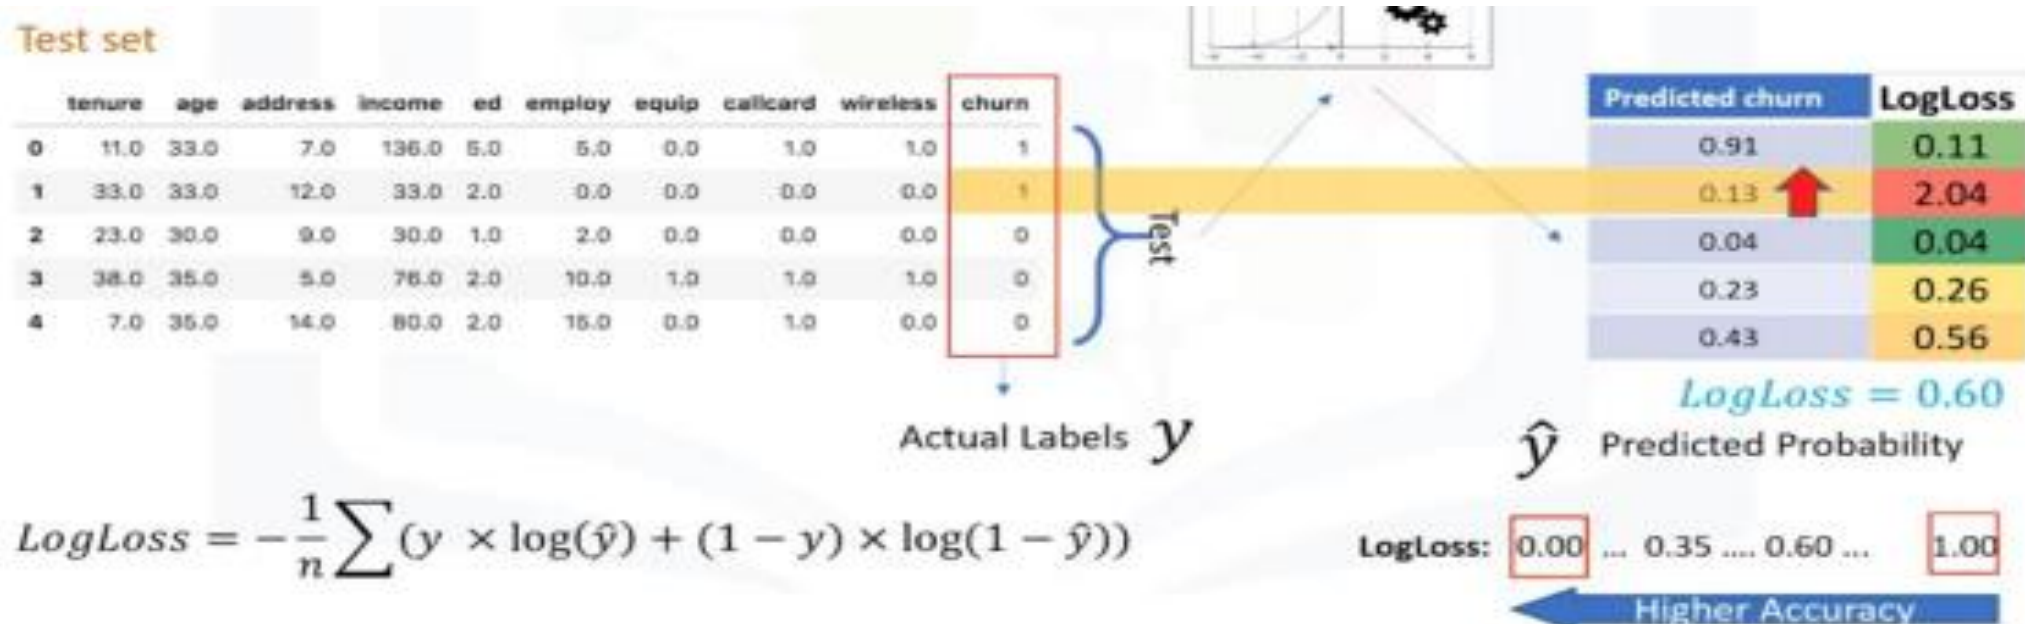 Test set
tenure age address income ed employ equip callcard wireless churn
0 11.0 33.0 7.0 136.0 5.0 5.0 0.0 1.0 1.0 1
1 33.0 33.0 12.0 33.0 2.0 0.0 0.0 0.0 0.0 1
2 23.0 30.0 9.0 30.0 1.0 2.0 0.0 0.0 0.0 0
3 38.0 35.0 5.0 76.0 2.0 10.0 1.0 1.0 1.0 0
4 7.0 35.0 14.0 80.0 2.0 15.0 0.0 1.0 0.0 0
Test
Predicted churn LogLoss
0.91 0.11
0.13 2.04
0.04 0.04
0.23 0.26
0.43 0.56
LogLoss = 0.60
Actual Labels y
ŷ Predicted Probability
LogLoss = −1/n ∑(y × log(ŷ) + (1 − y) × log(1 − ŷ))
LogLoss: 0.00 ... 0.35 .... 0.60 ... 1.00
Higher Accuracy